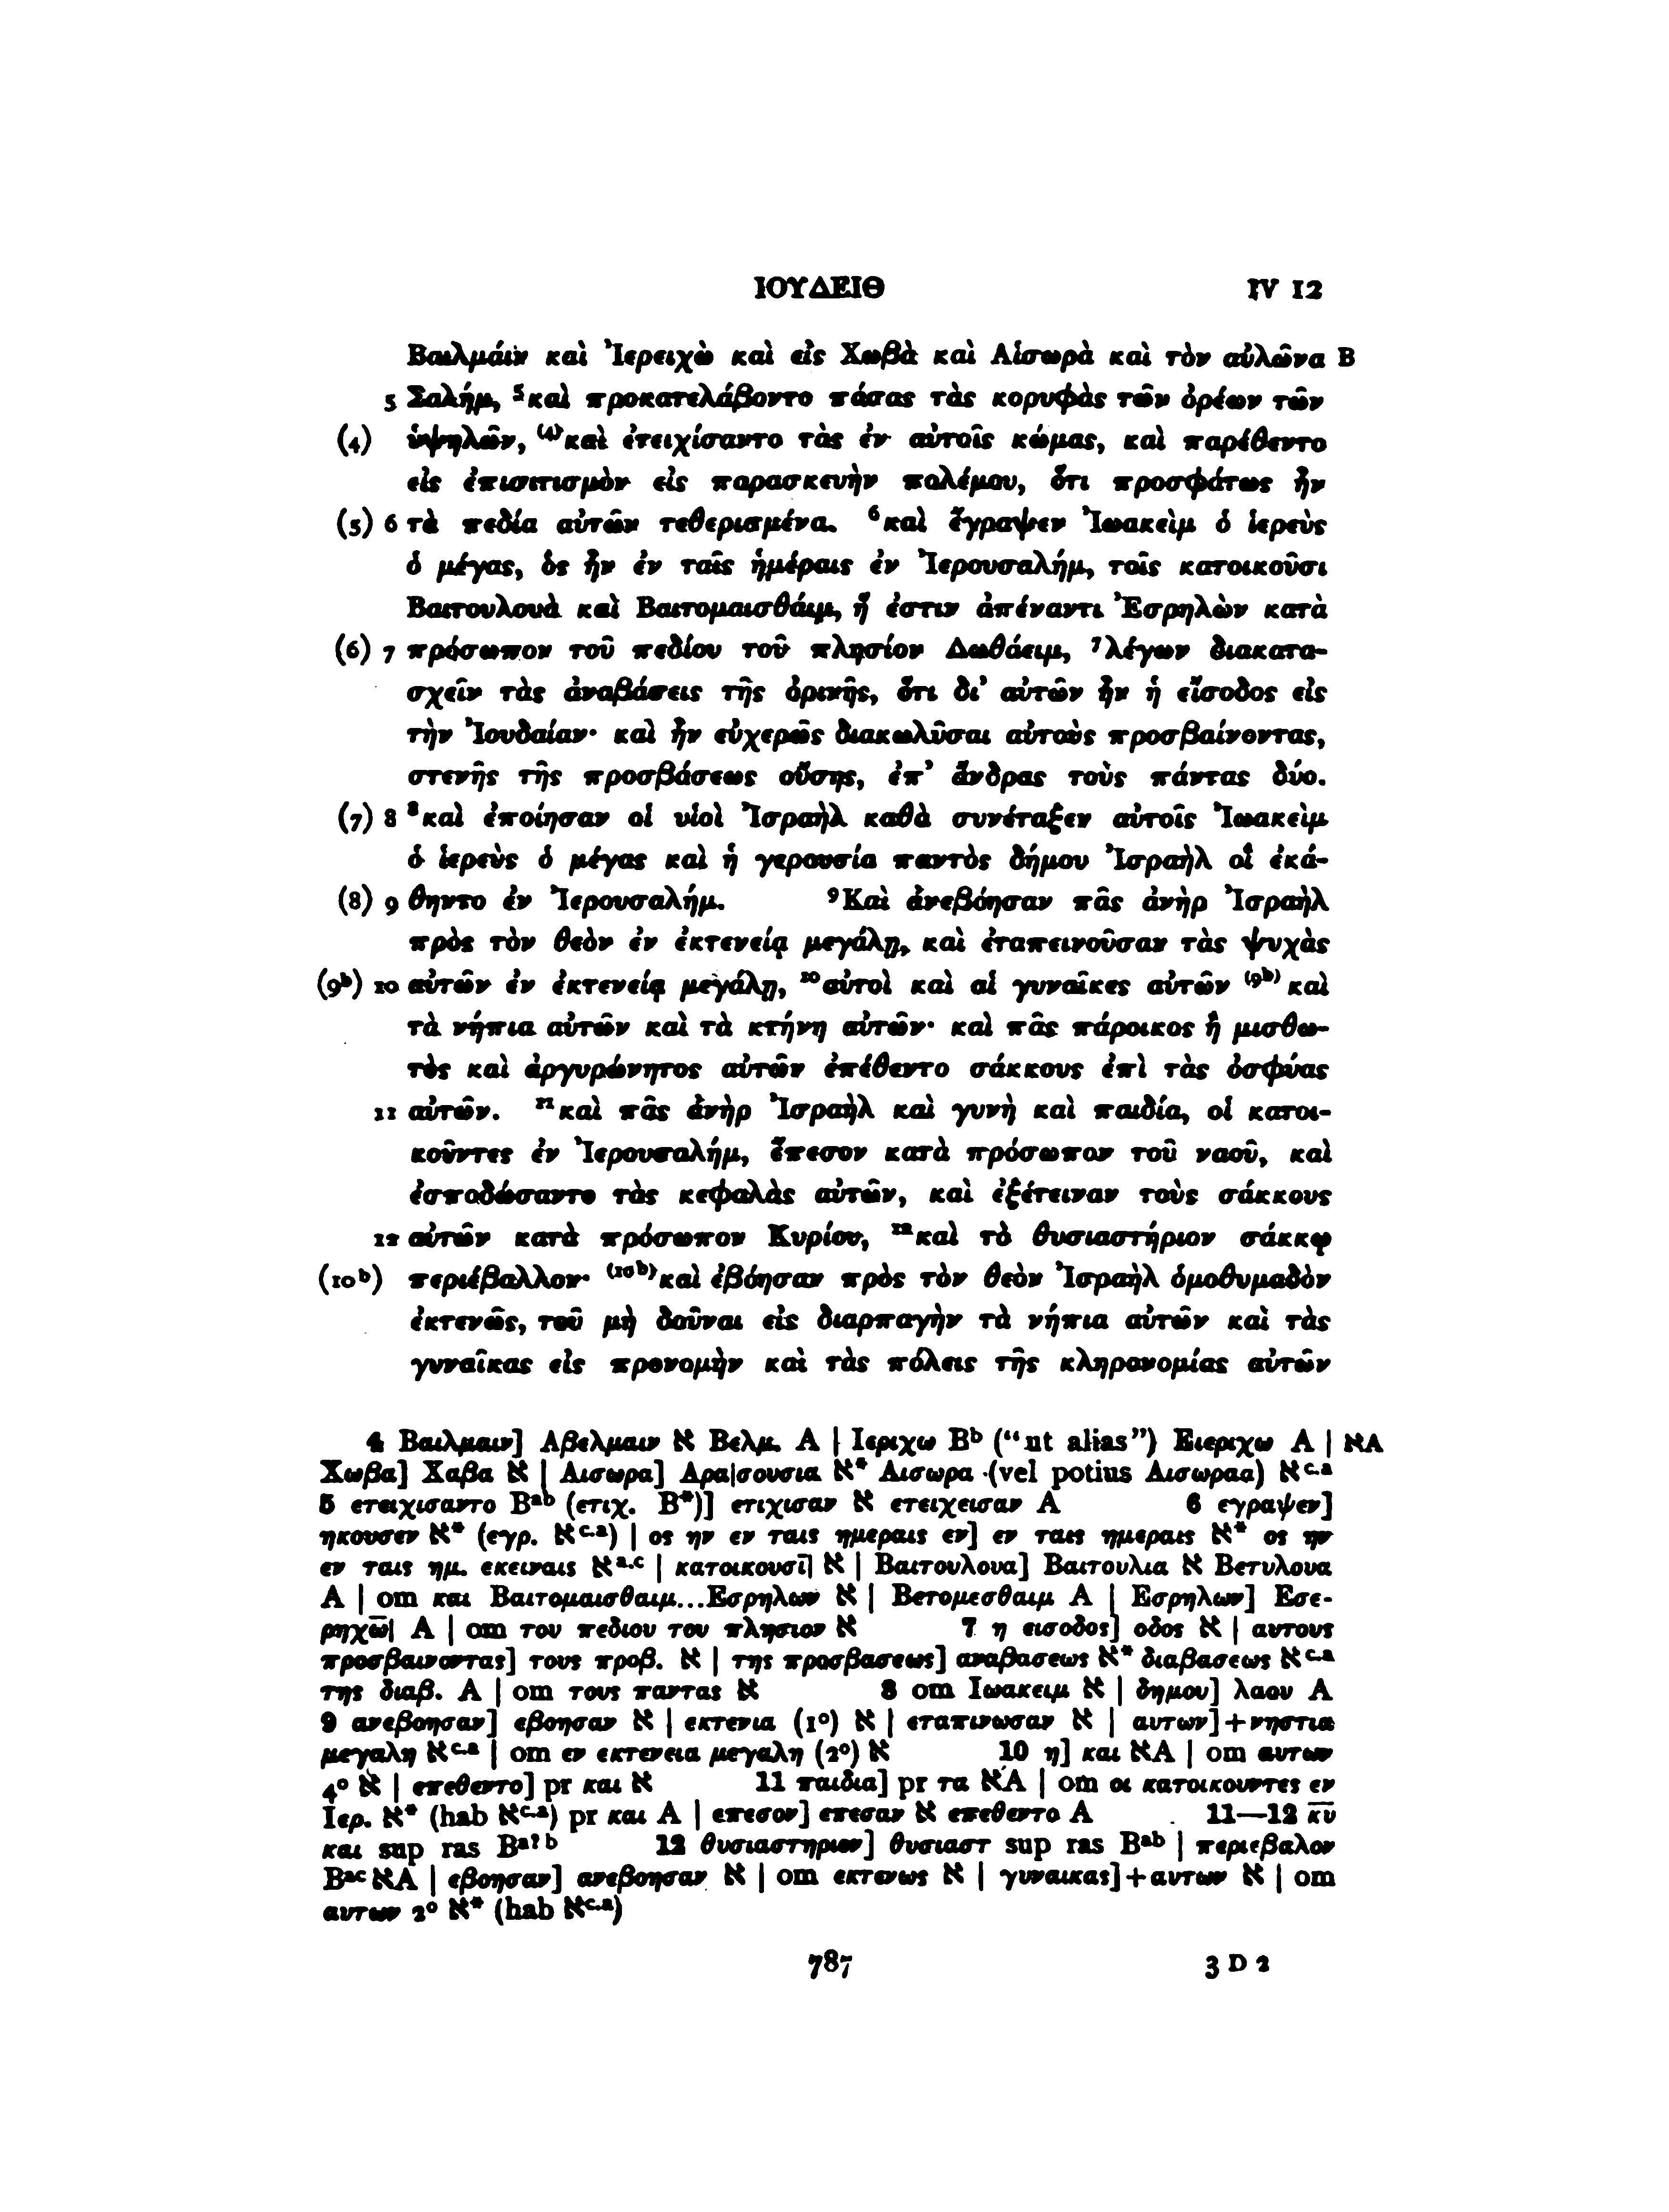 ΙΟΥΔΕΙΘ IV 12
Βαιλμάιν καὶ Ἰερειχὼ καὶ εἰς Χωβὰ καὶ Αἰσωρὰ καὶ τὸν αὐλῶνα B
5 Σαλήμ, ⁵καὶ προκατελάβοντο πάσας τὰς κορυφὰς τῶν ὀρέων τῶν
(4) ὑψηλῶν, ⁽⁴⁾καὶ ἐτειχίσαντο τὰς ἐν αὐτοῖς κώμας, καὶ παρέθεντο
εἰς ἐπισιτισμὸν εἰς παρασκευὴν πολέμου, ὅτι προσφάτως ἦν
(5) 6 τὰ πεδία αὐτῶν τεθερισμένα. ⁶καὶ ἔγραψεν Ἰωακεὶμ ὁ ἱερεὺς
ὁ μέγας, ὃς ἦν ἐν ταῖς ἡμέραις ἐν Ἰερουσαλήμ, τοῖς κατοικοῦσι
Βαιτουλουὰ καὶ Βαιτομαισθάιμ, ἥ ἐστιν ἀπέναντι Ἐσρηλὼν κατὰ
(6) 7 πρόσωπον τοῦ πεδίου τοῦ πλησίον Δωθάειμ, ⁷λέγων διακατα-
σχεῖν τὰς ἀναβάσεις τῆς ὀρινῆς, ὅτι δι’ αὐτῶν ἦν ἡ εἴσοδος εἰς
τὴν Ἰουδαίαν· καὶ ἦν εὐχερῶς διακωλῦσαι αὐτοὺς προσβαίνοντας,
στενῆς τῆς προσβάσεως οὔσης, ἐπ’ ἄνδρας τοὺς πάντας δύο.
(7) 8 ⁸καὶ ἐποίησαν οἱ υἱοὶ Ἰσραὴλ καθὰ συνέταξεν αὐτοῖς Ἰωακεὶμ
ὁ ἱερεὺς ὁ μέγας καὶ ἡ γερουσία παντὸς δήμου Ἰσραὴλ οἳ ἐκά-
(8) 9 θηντο ἐν Ἰερουσαλήμ. ⁹Καὶ ἀνεβόησαν πᾶς ἀνὴρ Ἰσραὴλ
πρὸς τὸν θεὸν ἐν ἐκτενείᾳ μεγάλῃ, καὶ ἐταπεινοῦσαν τὰς ψυχὰς
(9ᵇ) 10 αὐτῶν ἐν ἐκτενείᾳ μεγάλῃ, ¹⁰αὐτοὶ καὶ αἱ γυναῖκες αὐτῶν ⁽⁹ᵇ⁾καὶ
τὰ νήπια αὐτῶν καὶ τὰ κτήνη αὐτῶν· καὶ πᾶς πάροικος ἢ μισθω-
τὸς καὶ ἀργυρώνητος αὐτῶν ἐπέθεντο σάκκους ἐπὶ τὰς ὀσφύας
11 αὐτῶν. ¹¹καὶ πᾶς ἀνὴρ Ἰσραὴλ καὶ γυνὴ καὶ παιδία, οἱ κατοι-
κοῦντες ἐν Ἰερουσαλήμ, ἔπεσον κατὰ πρόσωπον τοῦ ναοῦ, καὶ
ἐσποδώσαντο τὰς κεφαλὰς αὐτῶν, καὶ ἐξέτειναν τοὺς σάκκους
12 αὐτῶν κατὰ πρόσωπον Κυρίου, ¹²καὶ τὸ θυσιαστήριον σάκκῳ
(10ᵇ) περιέβαλλον· ⁽¹⁰ᵇ⁾καὶ ἐβόησαν πρὸς τὸν θεὸν Ἰσραὴλ ὁμοθυμαδὸν
ἐκτενῶς, τοῦ μὴ δοῦναι εἰς διαρπαγὴν τὰ νήπια αὐτῶν καὶ τὰς
γυναῖκας εἰς προνομὴν καὶ τὰς πόλεις τῆς κληρονομίας αὐτῶν
4 Βαιλμαιν] Αβελμαιν א Βελμ. A | Ιεριχω Bᵇ (“ut alias”) Ειεριχω A | אA
Χωβα] Χαβα א | Αισωρα] Αρα|σουσια א* Αισωρα (vel potius Αισωραα) אᶜ·ᵃ
5 ετειχισαντο Bᵃᵇ (ετιχ. B*)] ετιχισαν א ετειχεισαν A 6 εγραψεν]
ηκουσεν א* (εγρ. אᶜ·ᵃ) | ος ην εν ταις ημεραις εν] εν ταις ημεραις א* ος ην
εν ταις ημ. εκειναις אᵃ·ᶜ | κατοικουσῑ| א | Βαιτουλουα] Βαιτουλια א Βετυλουα
A | om και Βαιτομαισθαιμ...Εσρηλων א | Βετομεσθαιμ A | Εσρηλων] Εσε-
ρηχω̄| A | om του πεδιου του πλησιον א 7 η εισοδος] οδος א | αυτους
προσβαινοντας] τους προβ. א | της προσβασεως] αναβασεως א* διαβασεως אᶜ·ᵃ
της διαβ. A | om τους παντας א 8 om Ιωακειμ א | δημου] λαου A
9 ανεβοησαν] εβοησαν א | εκτενια (1º) א | εταπινωσαν א | αυτων]+νηστια
μεγαλη אᶜ·ᵃ | om εν εκτενεια μεγαλη (2º) א 10 η] και אA | om αυτων
4º א | επεθεντο] pr και א 11 παιδια] pr τα אA | om οι κατοικουντες εν
Ιερ. א* (hab אᶜ·ᵃ) pr και A | επεσον] επεσαν א επεθεντο A 11—12 κ̄ῡ
και sup ras Bᵃ?ᵇ 12 θυσιαστηριον] θυσιαστ sup ras Bᵃᵇ | περιεβαλον
Bᵃᶜ אA | εβοησαν] ανεβοησαν א | om εκτενως א | γυναικας]+αυτων א | om
αυτων 2º א* (hab אᶜ·ᵃ)
787 3 D 2